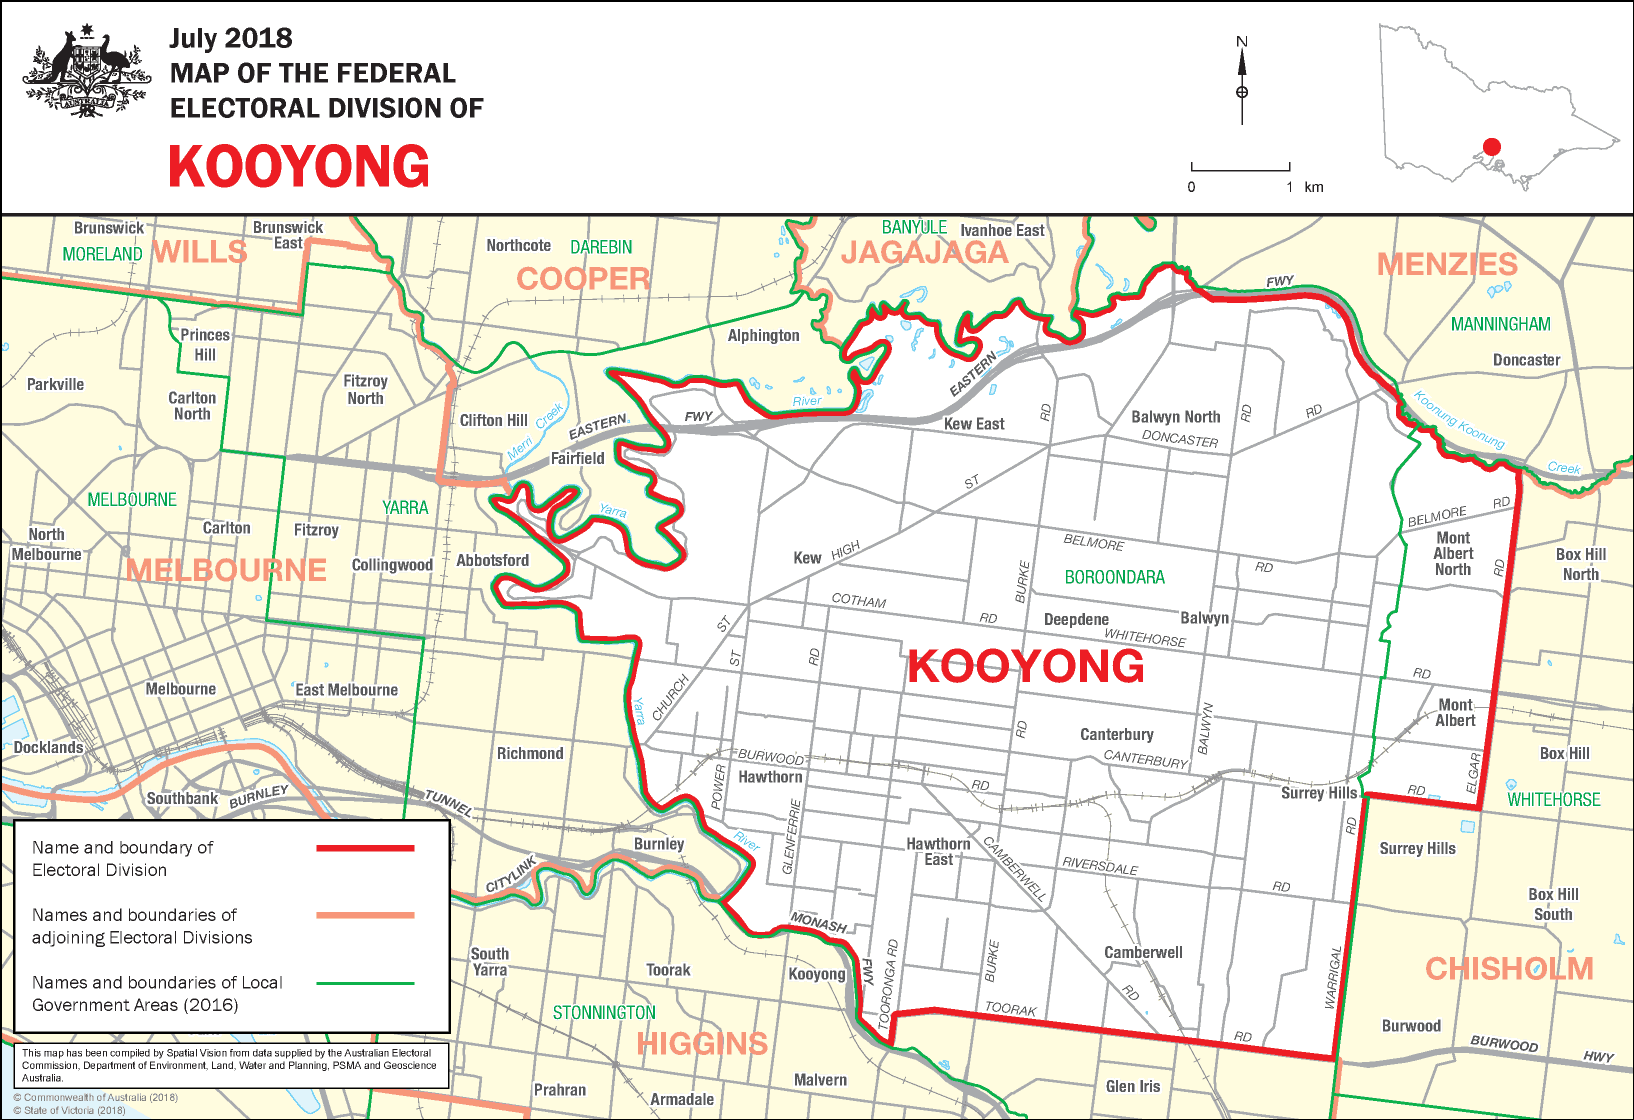 July 2018
MAP OF THE FEDERAL
ELECTORAL DIVISION OF
KOOYONG
AUSTRALIA
N
0 1 km
Brunswick
MORELAND
WILLS
Brunswick
East
Northcote
DAREBIN
COOPER
BANYULE
Ivanhoe East
JAGAJAGA
MENZIES
FWY
MANNINGHAM
Doncaster
Princes
Hill
Alphington
Parkville
Carlton
North
Fitzroy
North
Clifton Hill
Merri Creek
EASTERN
FWY
River
EASTERN
Kew East
RD
Balwyn North
DONCASTER
RD
RD
Koonung Koonung
Creek
Fairfield
MELBOURNE
YARRA
Yarra
ST
BELMORE
RD
North
Melbourne
Carlton
Fitzroy
MELBOURNE
Collingwood
Abbotsford
Kew
HIGH
BELMORE
RD
BURKE
BOROONDARA
Mont
Albert
North
RD
Box Hill
North
COTHAM
RD
Deepdene
Balwyn
WHITEHORSE
RD
KOOYONG
ST
ST
RD
CHURCH
Yarra
Melbourne
East Melbourne
Mont
Albert
Docklands
Richmond
RD
Canterbury
BALWYN
CANTERBURY
Box Hill
BURWOOD
Hawthorn
POWER
RD
Surrey Hills
RD
ELGAR
WHITEHORSE
Southbank
BURNLEY
TUNNEL
River
Burnley
GLENFERRIE
Hawthorn
East
CAMBERWELL
RIVERSDALE
RD
RD
Surrey Hills
CITYLINK
Box Hill
South
MONASH
FWY
South
Yarra
Toorak
Kooyong
TOORONGA RD
BURKE
Camberwell
RD
WARRIGAL
CHISHOLM
STONNINGTON
HIGGINS
TOORAK
RD
Burwood
BURWOOD
HWY
Prahran
Armadale
Malvern
Glen Iris
Name and boundary of
Electoral Division
Names and boundaries of
adjoining Electoral Divisions
Names and boundaries of Local
Government Areas (2016)
This map has been compiled by Spatial Vision from data supplied by the Australian Electoral
Commission, Department of Environment, Land, Water and Planning, PSMA and Geoscience
Australia.
© Commonwealth of Australia (2018)
© State of Victoria (2018)